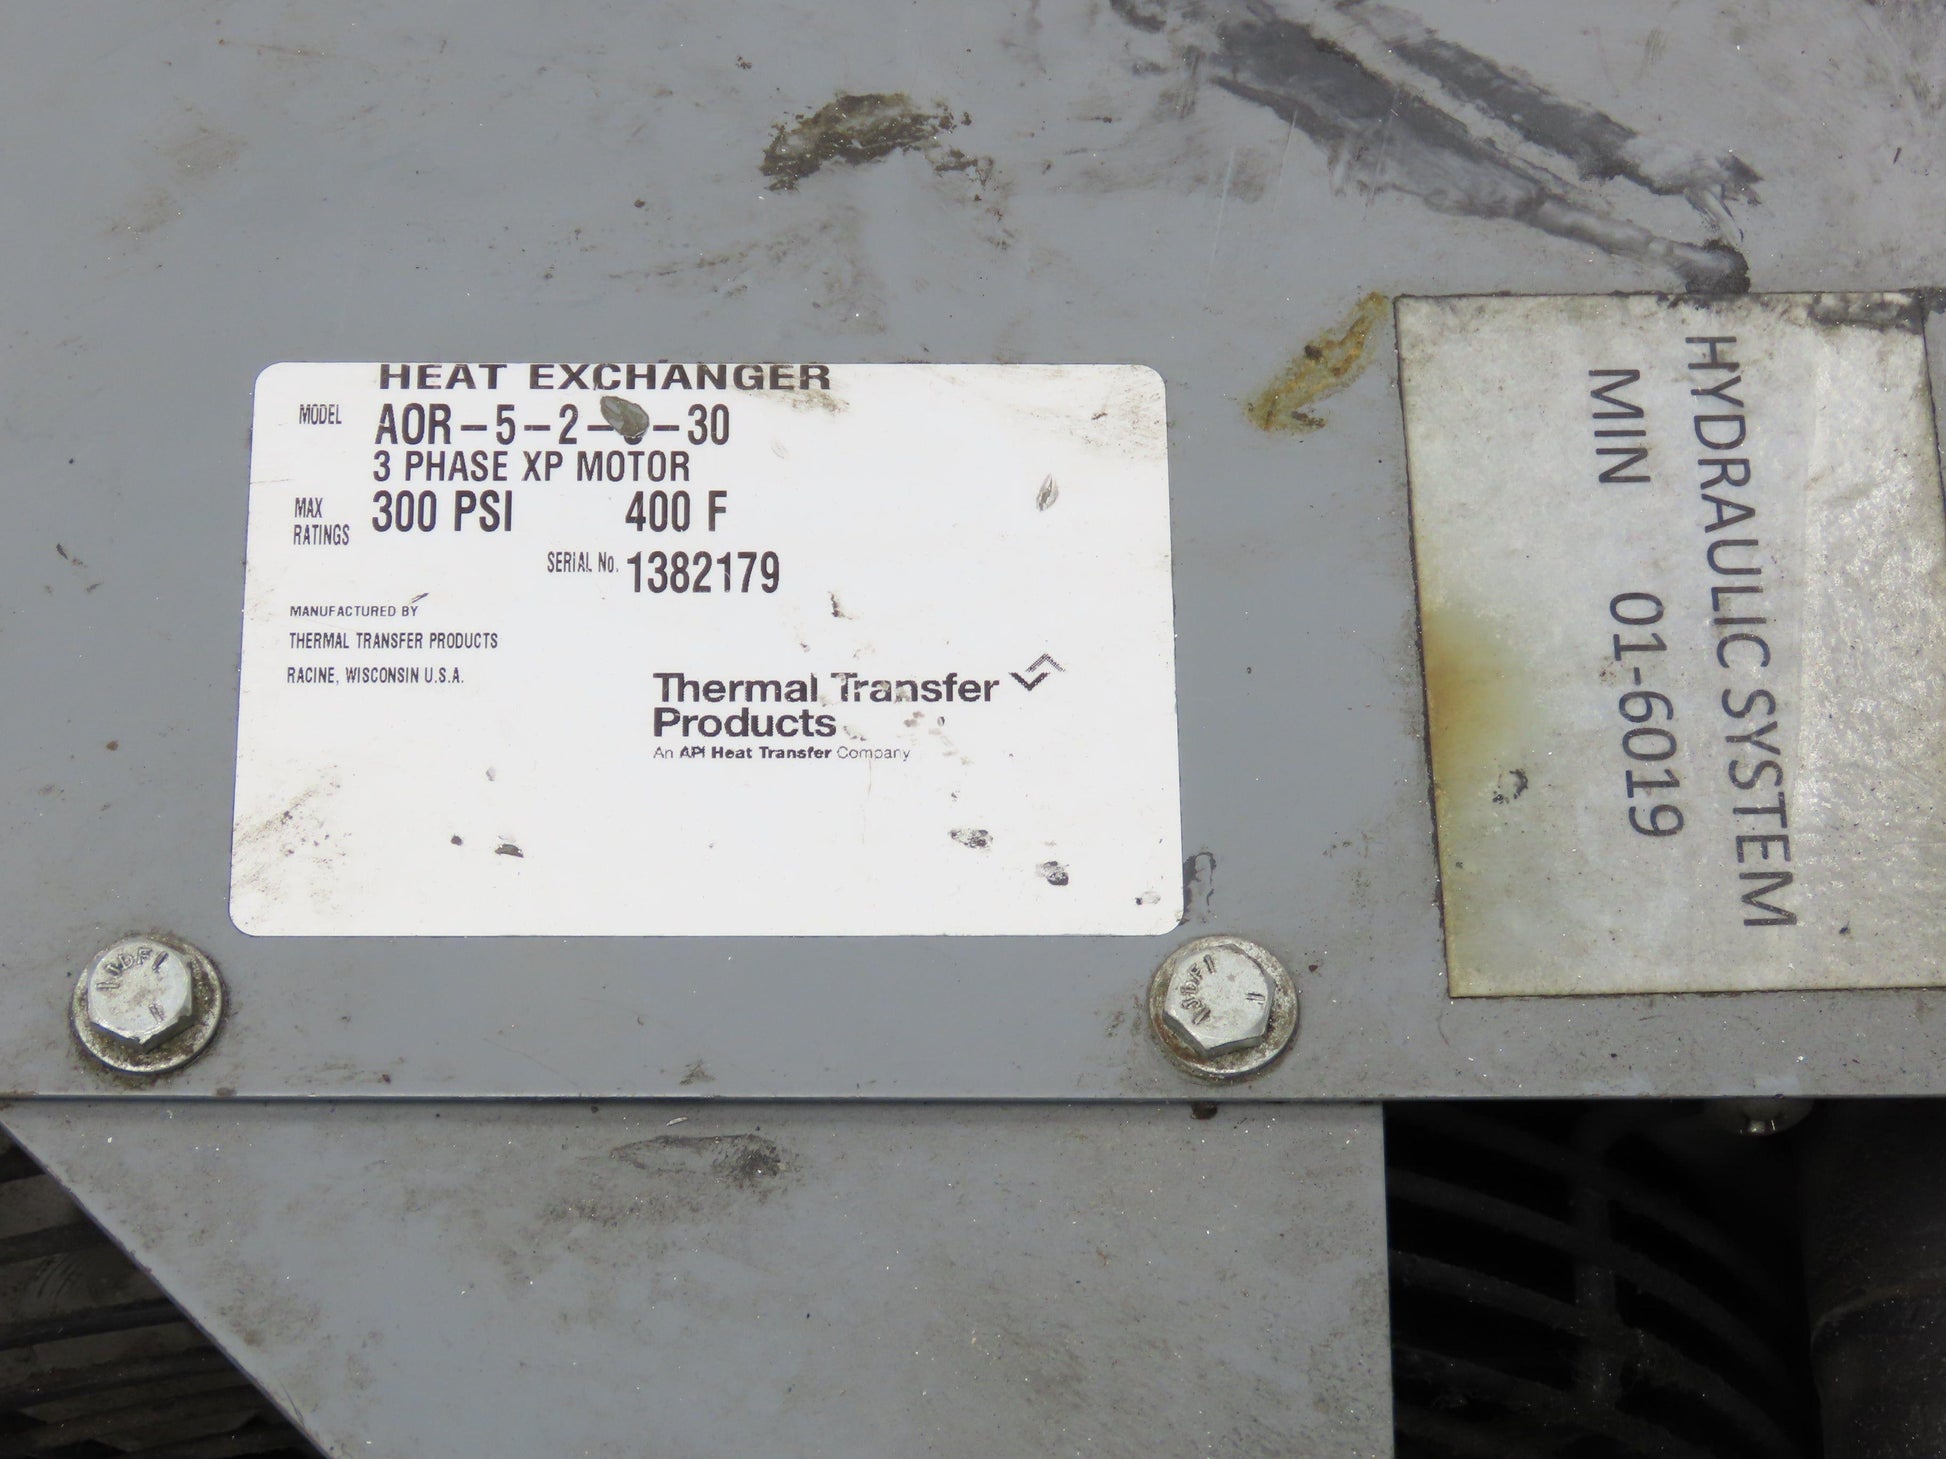 HEAT EXCHANGER
MODEL AOR-5-2- -30
3 PHASE XP MOTOR
MAX RATINGS 300 PSI 400 F
SERIAL No. 1382179
MANUFACTURED BY
THERMAL TRANSFER PRODUCTS
RACINE, WISCONSIN U.S.A.
Thermal Transfer
Products
An API Heat Transfer Company
HYDRAULIC SYSTEM
MIN 01-6019